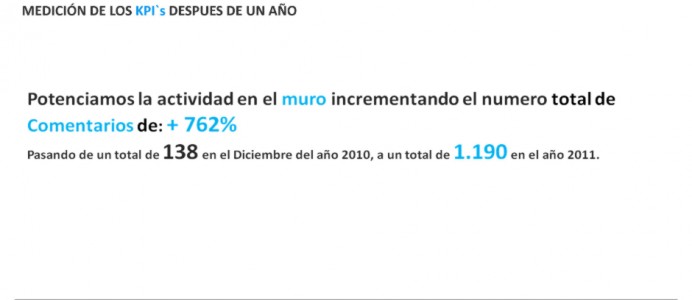 MEDICIÓN DE LOS KPI`s DESPUES DE UN AÑO
Potenciamos la actividad en el muro incrementando el numero total de
Comentarios de: + 762%
Pasando de un total de 138 en el Diciembre del año 2010, a un total de 1.190 en el año 2011.